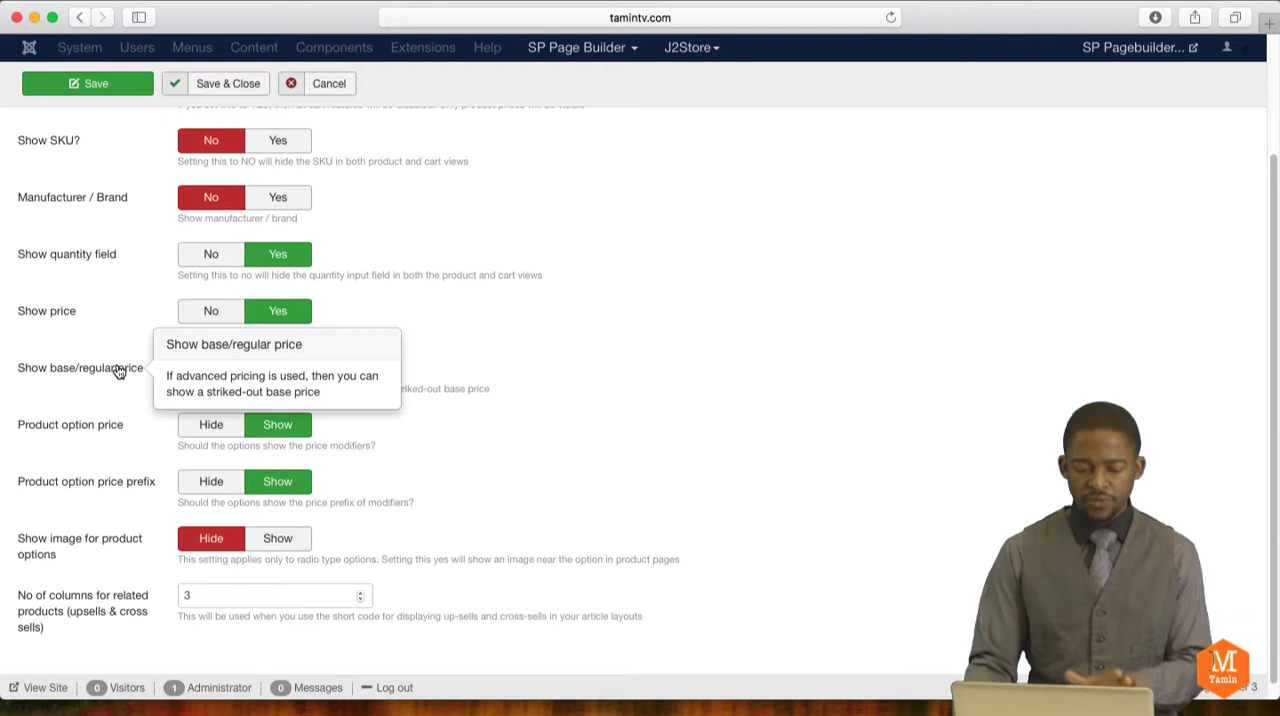 tamintv.com
System Users Menus Content Components Extensions Help SP Page Builder J2Store SP Pagebuilder...
Save Save & Close Cancel
Show SKU? No Yes
Setting this to NO will hide the SKU in both product and cart views
Manufacturer / Brand No Yes
Show manufacturer / brand
Show quantity field No Yes
Setting this to no will hide the quantity input field in both the product and cart views
Show price No Yes
Show base/regular price
Show base/regular price
If advanced pricing is used, then you can
show a striked-out base price
riked-out base price
Product option price Hide Show
Should the options show the price modifiers?
Product option price prefix Hide Show
Should the options show the price prefix of modifiers?
Show image for product
options
Hide Show
This setting applies only to radio type options. Setting this yes will show an image near the option in product pages
No of columns for related
products (upsells & cross
sells)
3
This will be used when you use the short code for displaying up-sells and cross-sells in your article layouts
View Site 0 Visitors 1 Administrator 0 Messages Log out
M
Tamin
3